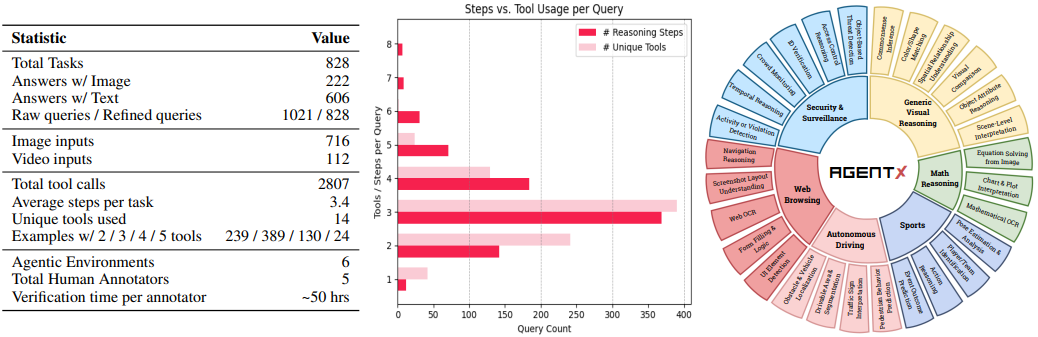 Statistic Value
Total Tasks 828
Answers w/ Image 222
Answers w/ Text 606
Raw queries / Refined queries 1021 / 828
Image inputs 716
Video inputs 112
Total tool calls 2807
Average steps per task 3.4
Unique tools used 14
Examples w/ 2 / 3 / 4 / 5 tools 239 / 389 / 130 / 24
Agentic Environments 6
Total Human Annotators 5
Verification time per annotator ~50 hrs
Steps vs. Tool Usage per Query
# Reasoning Steps
# Unique Tools
Tools / Steps per Query
8
7
6
5
4
3
2
1
0 50 100 150 200 250 300 350 400
Query Count
AGENTX
Generic
Visual
Reasoning
Commonsense
Inference
Color/Shape
Matching
Spatial Relationship
Understanding
Visual
Comparison
Object Attribute
Reasoning
Scene-Level
Interpretation
Math
Reasoning
Equation Solving
from Image
Chart & Plot
Interpretation
Mathematical OCR
Sports
Pose Estimation &
Analysis
Player/Team
Identification
Action
Reasoning
Event Outcome
Prediction
Autonomous
Driving
Pedestrian Behavior
Prediction
Traffic Sign
Interpretation
Drivable Area &
Segmentation
Obstacle & Vehicle
Localization
Web
Browsing
UI Element
Detection
Form Filling &
Logic
Web OCR
Screenshot Layout
Understanding
Navigation
Reasoning
Security &
Surveillance
Activity or Violation
Detection
Temporal Reasoning
Crowd Monitoring
ID Verification
Access Control
Reasoning
Object-Based
Threat Detection